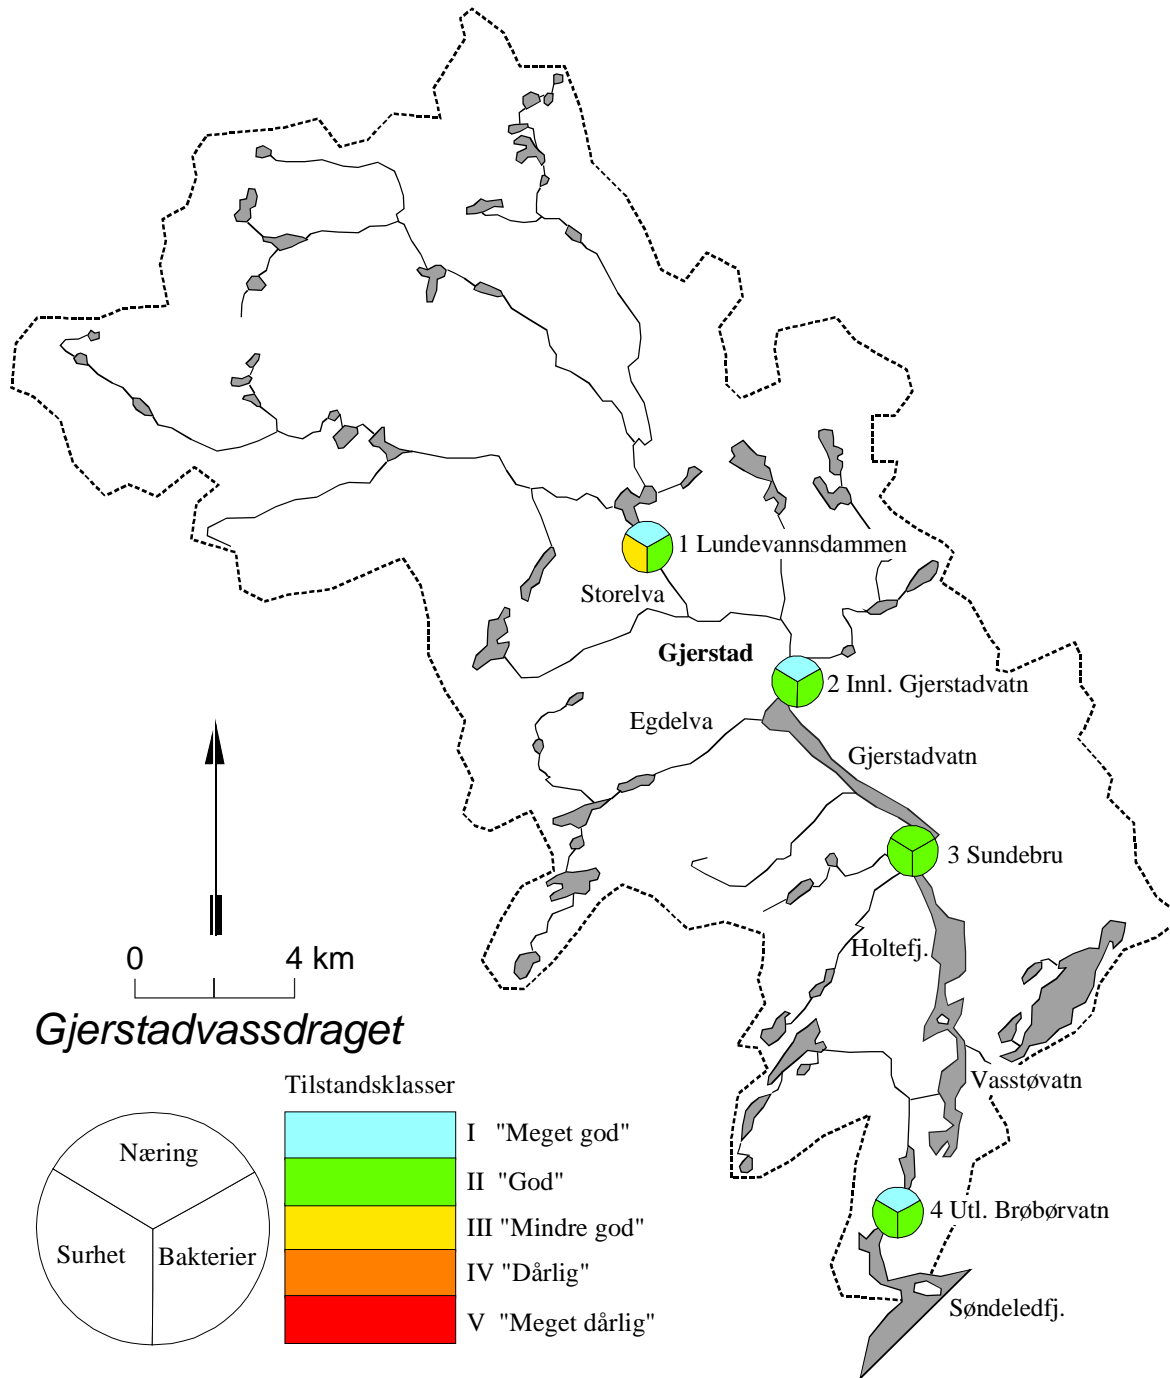 1 Lundevannsdammen
Storelva
Gjerstad
2 Innl. Gjerstadvatn
Egdelva
Gjerstadvatn
3 Sundebru
Holtefj.
0 4 km
Gjerstadvassdraget
Vasstøvatn
Tilstandsklasser
I "Meget god"
II "God"
III "Mindre god"
IV "Dårlig"
V "Meget dårlig"
Næring
Surhet
Bakterier
4 Utl. Brøbørvatn
Søndeledfj.